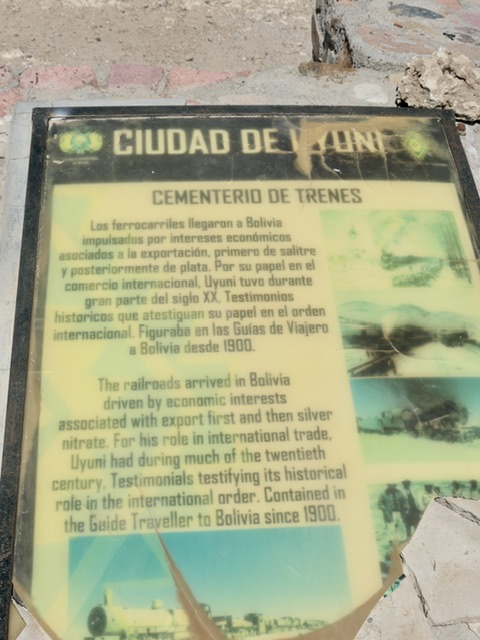 CIUDAD DE UYUNI
CEMENTERIO DE TRENES
Los ferrocarriles llegaron a Bolivia
impulsados por intereses económicos
asociados a la exportación, primero de salitre
y posteriormente de plata. Por su papel en el
comercio internacional, Uyuni tuvo durante
gran parte del siglo XX, Testimonios
historicos que atestiguan su papel en el orden
internacional. Figuraba en las Guías de Viajero
a Bolivia desde 1900.
The railroads arrived in Bolivia
driven by economic interests
associated with export first and then silver
nitrate. For his role in international trade,
Uyuni had during much of the twentieth
century, Testimonials testifying its historical
role in the international order. Contained in
the Guide Traveller to Bolivia since 1900.